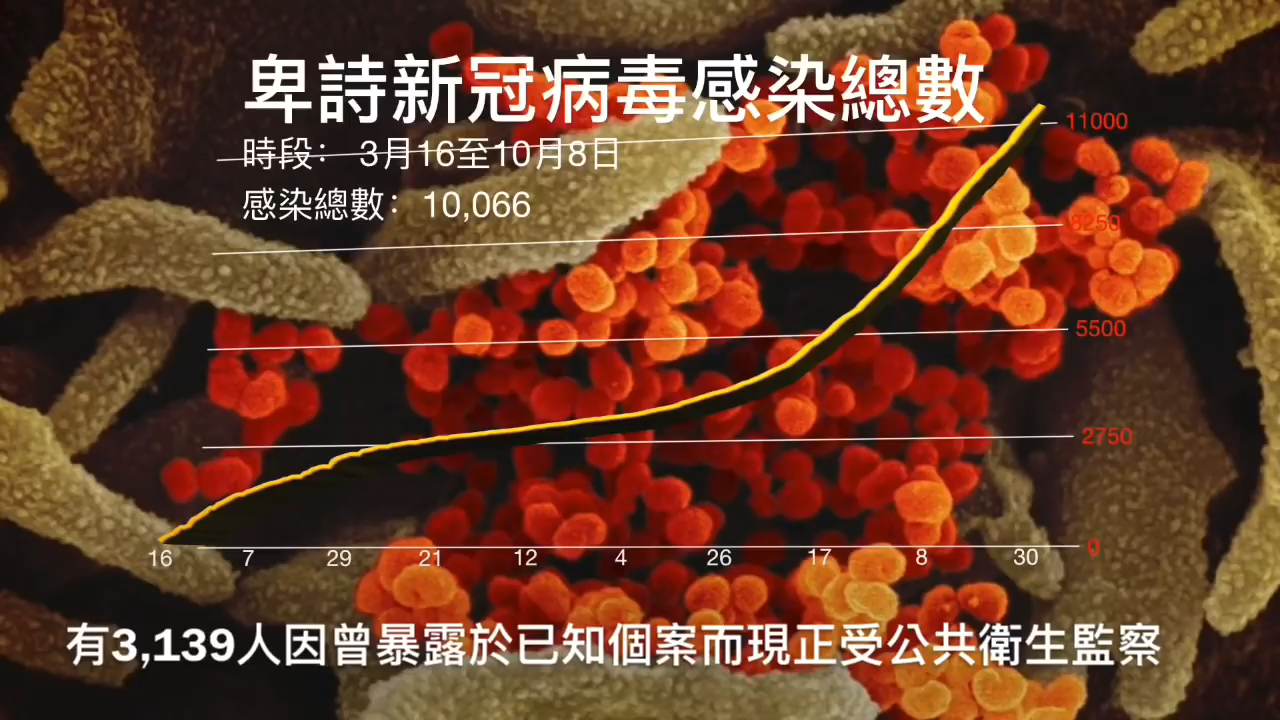 卑詩新冠病毒感染總數
時段： 3月16至10月8日
感染總數：10,066
11000
8250
5500
2750
0
16 7 29 21 12 4 26 17 8 30
有3,139人因曾暴露於已知個案而現正受公共衛生監察